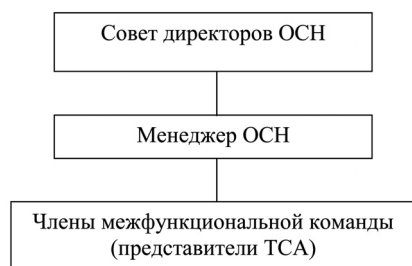 Совет директоров ОСН
Менеджер ОСН
Члены межфункциональной команды
(представители ТСА)